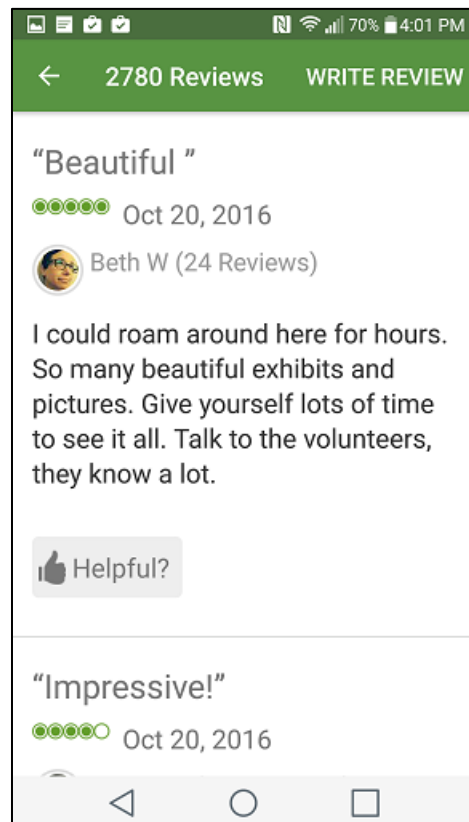 70% 4:01 PM
2780 Reviews WRITE REVIEW
“Beautiful ”
Oct 20, 2016
Beth W (24 Reviews)
I could roam around here for hours.
So many beautiful exhibits and
pictures. Give yourself lots of time
to see it all. Talk to the volunteers,
they know a lot.
Helpful?
“Impressive!”
Oct 20, 2016